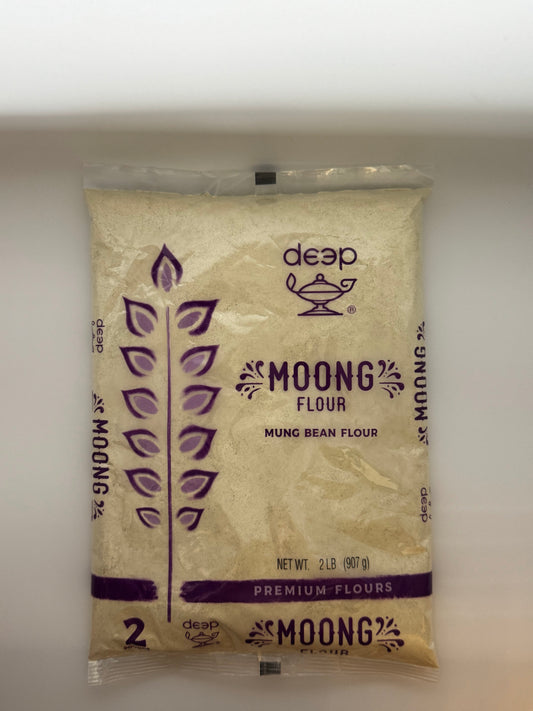 deep
®
MOONG
FLOUR
MUNG BEAN FLOUR
NET WT. 2 LB (907 g)
PREMIUM FLOURS
2
deep
MOONG
FLOUR
deep
MOONG
MOONG
deep